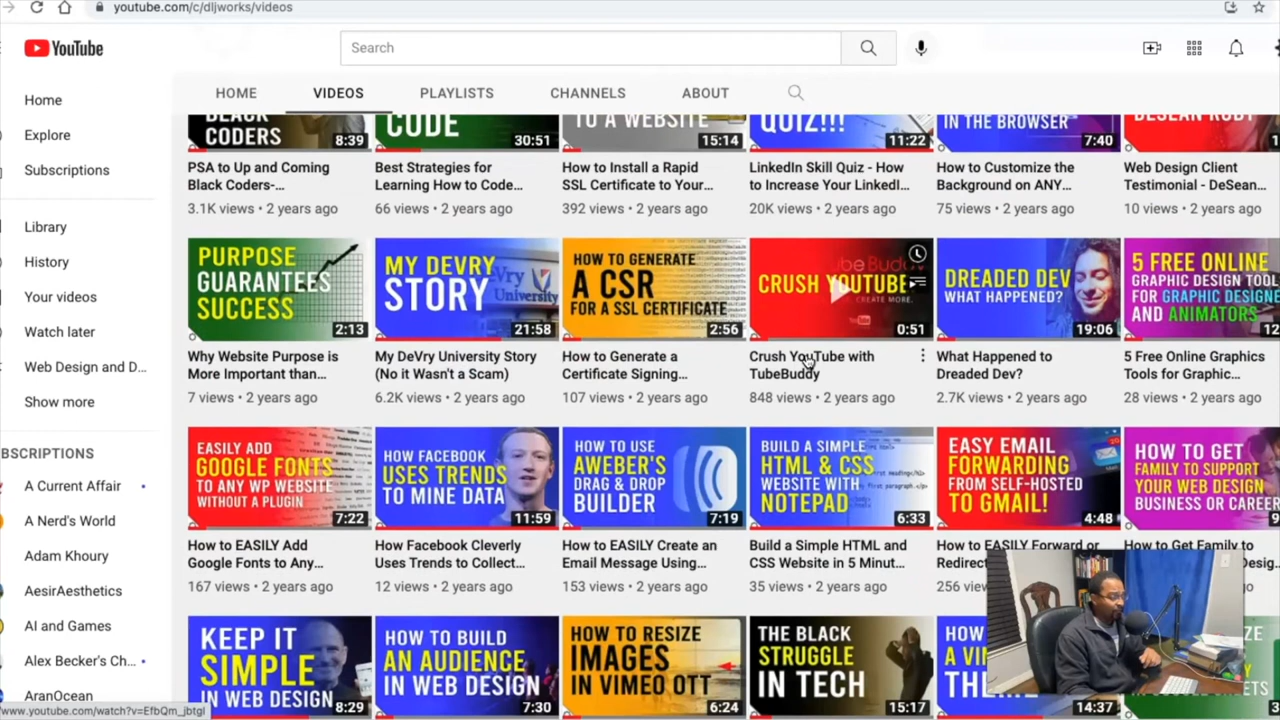 youtube.com/c/dljworks/videos
YouTube
Search
HOME
VIDEOS
PLAYLISTS
CHANNELS
ABOUT
Home
Explore
Subscriptions
Library
History
Your videos
Watch later
Web Design and D...
Show more
BSCRIPTIONS
A Current Affair
A Nerd's World
Adam Khoury
AesirAesthetics
AI and Games
Alex Becker's Ch...
AranOcean
BLACK
CODERS
8:39
CODE
30:51
TO A WEBSITE
15:14
QUIZ!!!
11:22
IN THE BROWSER
7:40
DESEAN RUBY
12
PSA to Up and Coming
Black Coders-...
3.1K views • 2 years ago
Best Strategies for
Learning How to Code...
66 views • 2 years ago
How to Install a Rapid
SSL Certificate to Your...
392 views • 2 years ago
LinkedIn Skill Quiz - How
to Increase Your LinkedI...
20K views • 2 years ago
How to Customize the
Background on ANY...
75 views • 2 years ago
Web Design Client
Testimonial - DeSean...
10 views • 2 years ago
PURPOSE
GUARANTEES
SUCCESS
2:13
MY DEVRY
STORY
Vry
University
21:58
HOW TO GENERATE
A CSR
FOR A SSL CERTIFICATE
2:56
CRUSH YOUTUBE
CREATE MORE.
0:51
DREADED DEV
WHAT HAPPENED?
19:06
5 FREE ONLINE
GRAPHIC DESIGN TOOL
FOR GRAPHIC DESIGNE
AND ANIMATORS
12
Why Website Purpose is
More Important than...
7 views • 2 years ago
My DeVry University Story
(No it Wasn't a Scam)
6.2K views • 2 years ago
How to Generate a
Certificate Signing...
107 views • 2 years ago
Crush YouTube with
TubeBuddy
848 views • 2 years ago
What Happened to
Dreaded Dev?
2.7K views • 2 years ago
5 Free Online Graphics
Tools for Graphic...
28 views • 2 years ago
EASILY ADD
GOOGLE FONTS
TO ANY WP WEBSITE
WITHOUT A PLUGIN
7:22
HOW FACEBOOK
USES TRENDS
TO MINE DATA
11:59
HOW TO USE
AWEBER'S
DRAG & DROP
BUILDER
7:19
BUILD A SIMPLE
HTML & CSS
WEBSITE WITH
NOTEPAD
6:33
EASY EMAIL
FORWARDING
FROM SELF-HOSTED
TO GMAIL!
4:48
HOW TO GET
FAMILY TO SUPPORT
YOUR WEB DESIGN
BUSINESS OR CAREER
How to EASILY Add
Google Fonts to Any...
167 views • 2 years ago
How Facebook Cleverly
Uses Trends to Collect...
12 views • 2 years ago
How to EASILY Create an
Email Message Using...
153 views • 2 years ago
Build a Simple HTML and
CSS Website in 5 Minut...
35 views • 2 years ago
How to EASILY Forward or
Redirec
256 view
How to Get Family to
KEEP IT
SIMPLE
IN WEB DESIGN
8:29
HOW TO BUILD
AN AUDIENCE
IN WEB DESIGN
7:30
HOW TO RESIZE
IMAGES
IN VIMEO OTT
6:24
THE BLACK
STRUGGLE
IN TECH
15:17
HOW
A VI
THEM
14:37
/www.youtube.com/watch?v=EfbQm_jbtgI